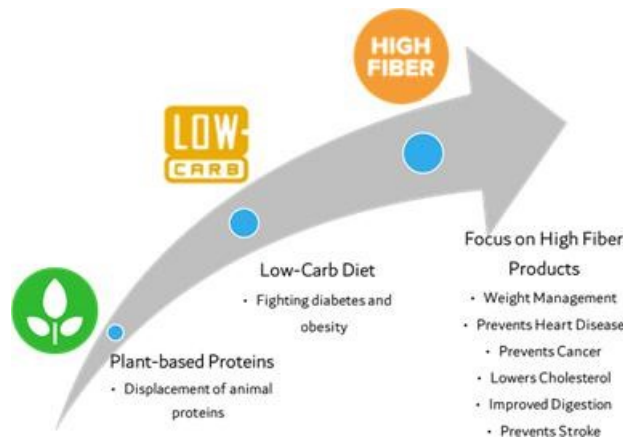 HIGH
FIBER
LOW-
CARB
Focus on High Fiber
Products
• Weight Management
• Prevents Heart Disease
• Prevents Cancer
• Lowers Cholesterol
• Improved Digestion
• Prevents Stroke
Low-Carb Diet
• Fighting diabetes and
obesity
Plant-based Proteins
• Displacement of animal
proteins